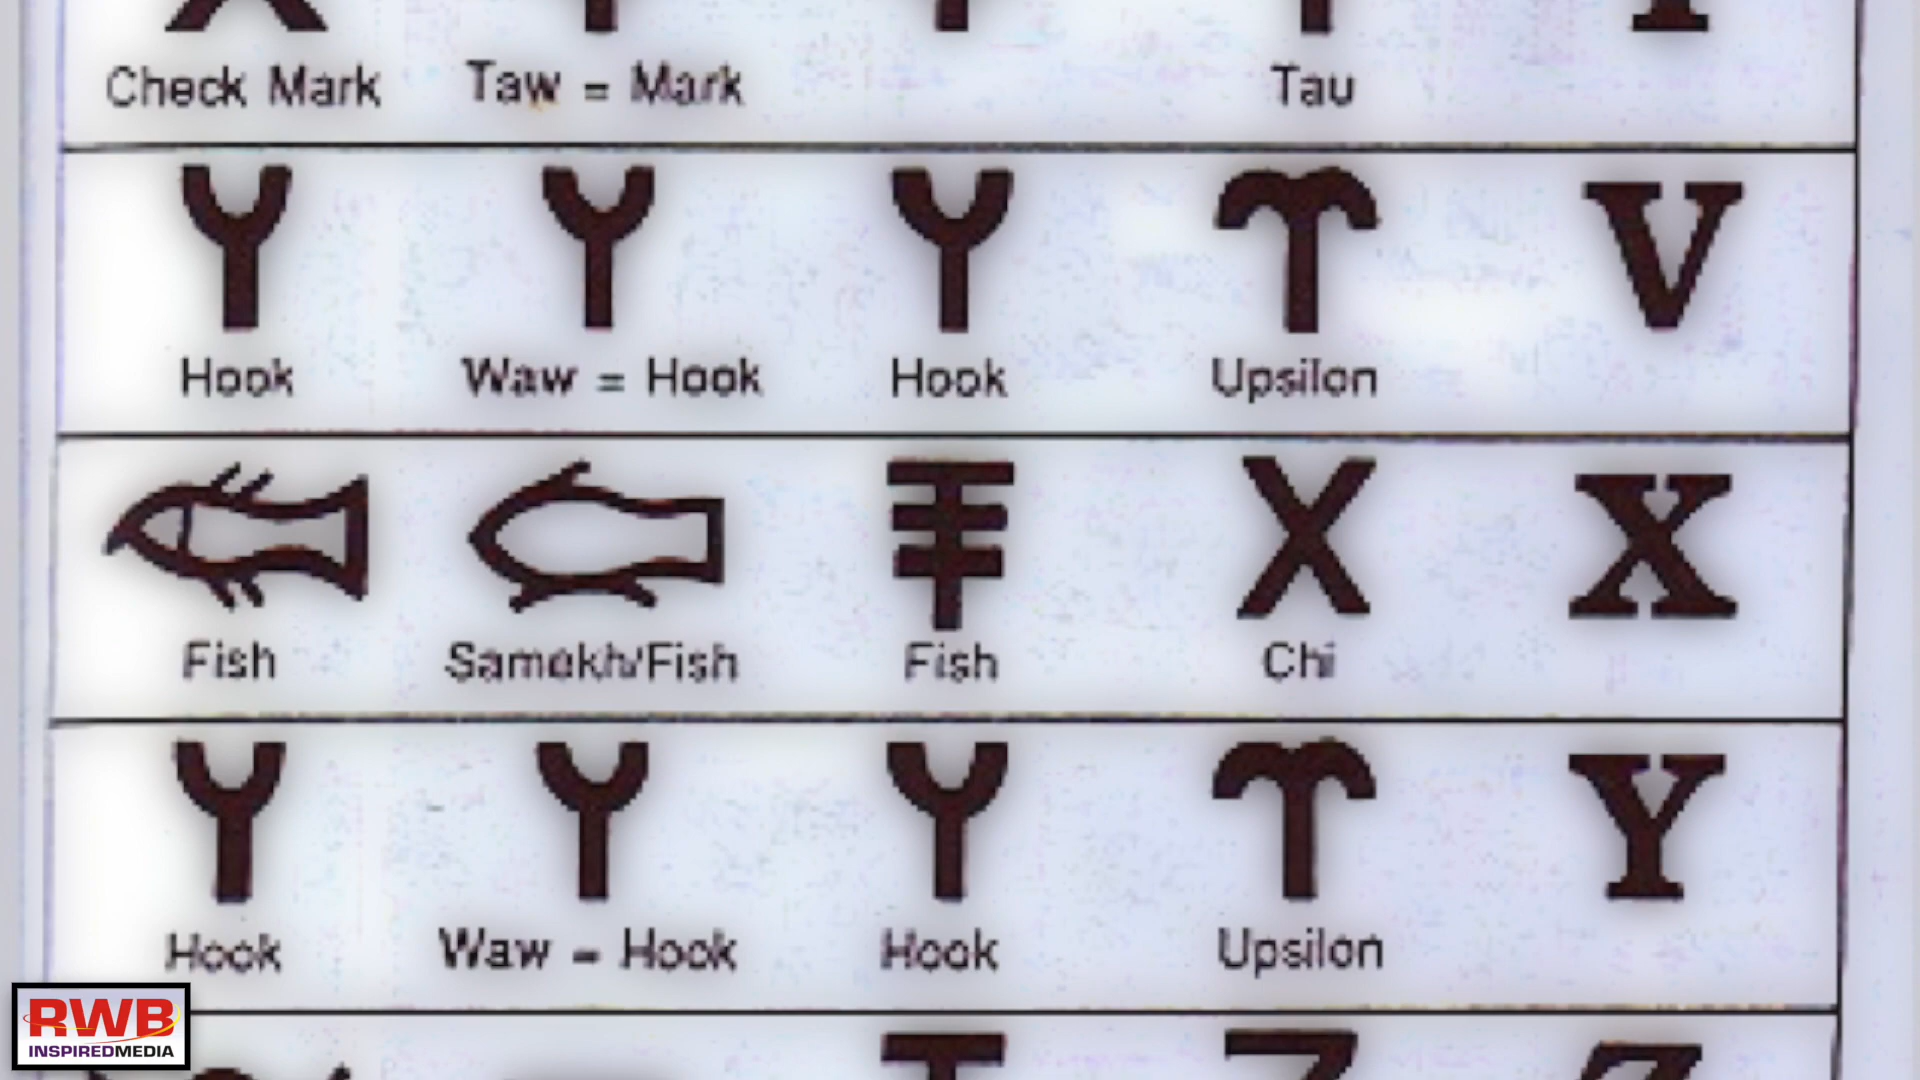 Check Mark Taw = Mark Tau
V
Hook Waw = Hook Hook Upsilon
X X
Fish Samekh/Fish Fish Chi
Y
Hook Waw - Hook Hook Upsilon
RWB
INSPIREDMEDIA